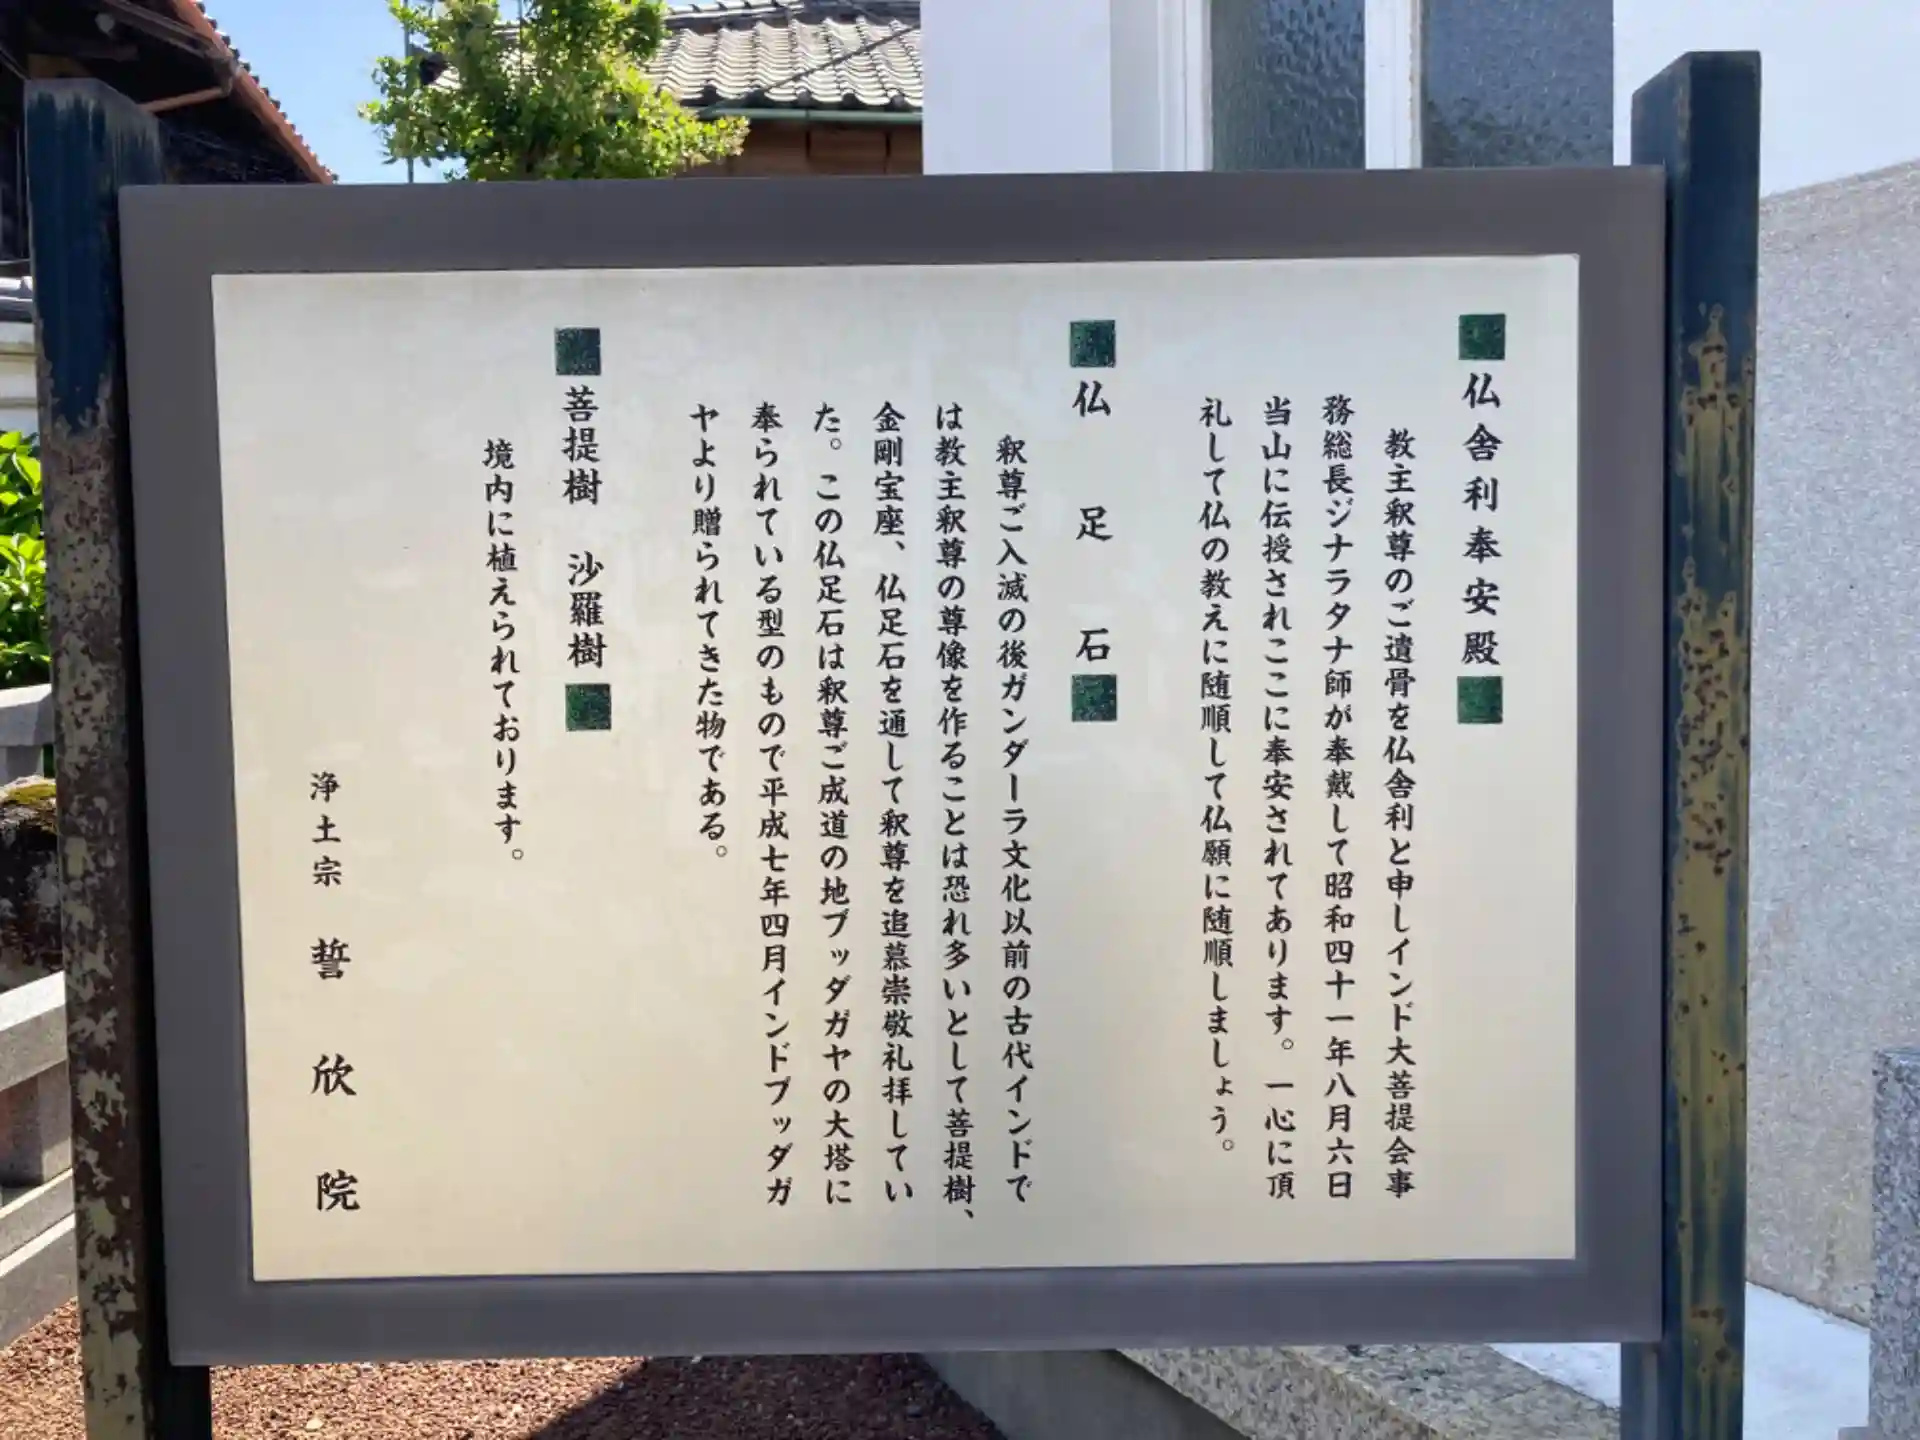 仏舎利奉安殿
教主釈尊のご遺骨を仏舎利と申しインド大菩提会事
務総長ジナラタナ師が奉戴して昭和四十一年八月六日
当山に伝授されここに奉安されてあります。一心に頂
礼して仏の教えに随順して仏願に随順しましょう。
仏足石
釈尊ご入滅の後ガンダーラ文化以前の古代インドで
は教主釈尊の尊像を作ることは恐れ多いとして菩提樹、
金剛宝座、仏足石を通して釈尊を追慕崇敬礼拝してい
た。この仏足石は釈尊ご成道の地ブッダガヤの大塔に
奉られている型のもので平成七年四月インドブッダガ
ヤより贈られてきた物である。
菩提樹 沙羅樹
境内に植えられております。
浄土宗 誓欣院